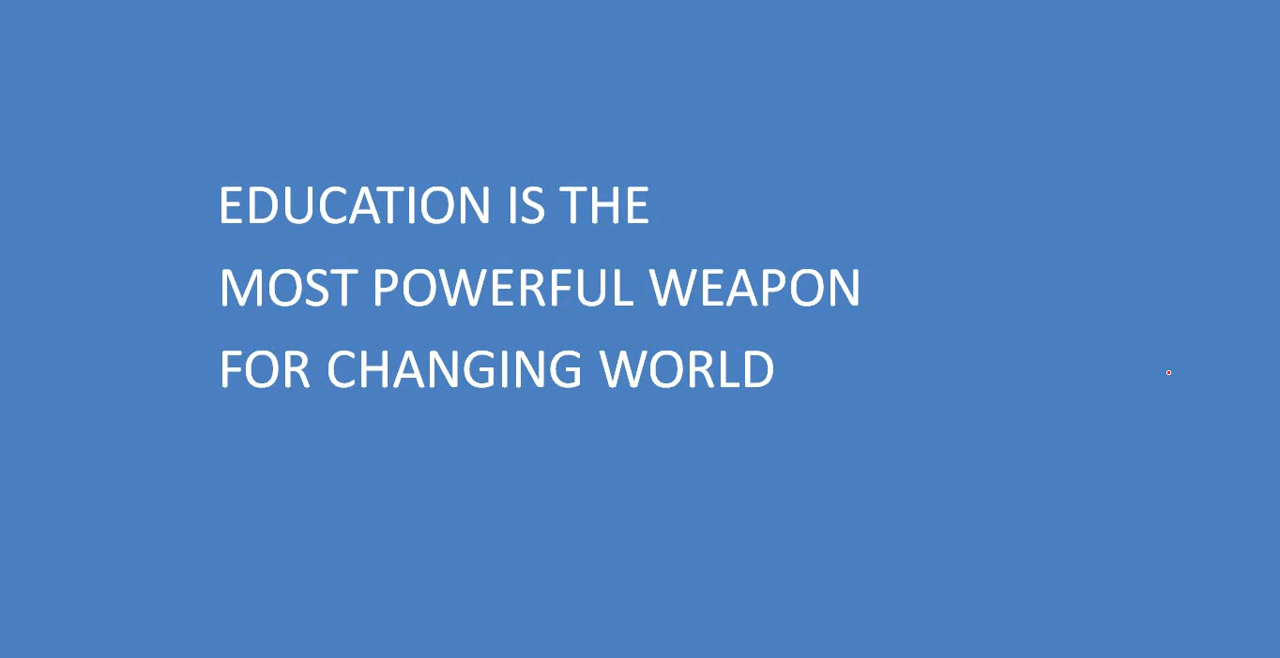 EDUCATION IS THE
MOST POWERFUL WEAPON
FOR CHANGING WORLD